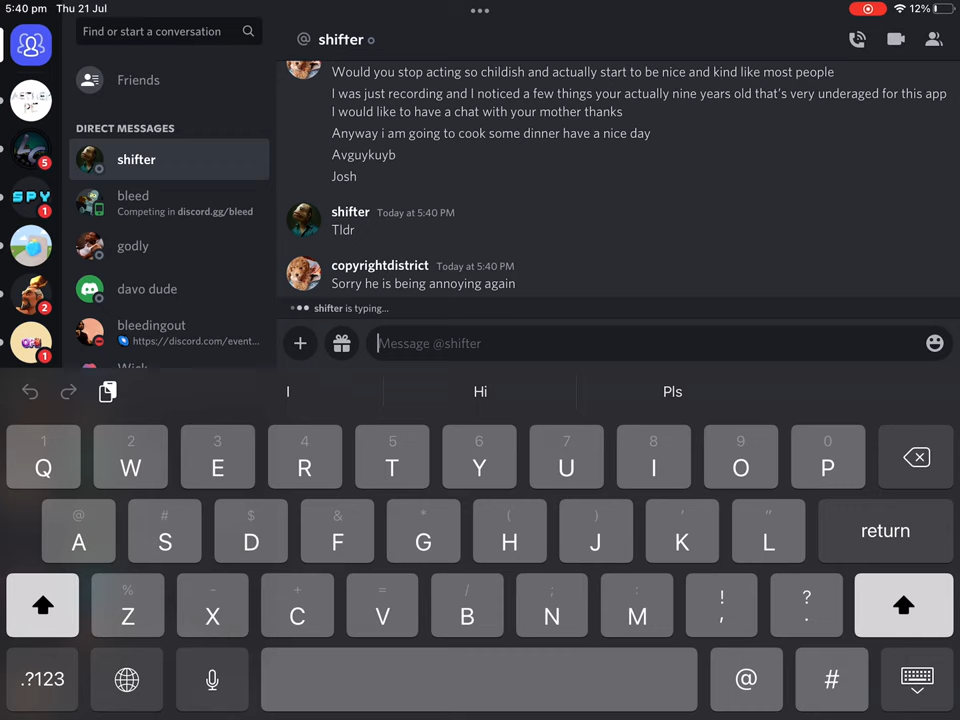 5:40 pm Thu 21 Jul
12%
Find or start a conversation
@ shifter
Friends
DIRECT MESSAGES
shifter
bleed
Competing in discord.gg/bleed
godly
davo dude
bleedingout
https://discord.com/event...
5
SPY
1
2
1
Would you stop acting so childish and actually start to be nice and kind like most people
I was just recording and I noticed a few things your actually nine years old that's very underaged for this app
I would like to have a chat with your mother thanks
Anyway i am going to cook some dinner have a nice day
Avguykuyb
Josh
shifter Today at 5:40 PM
Tldr
copyrightdistrict Today at 5:40 PM
Sorry he is being annoying again
shifter is typing...
Message @shifter
I Hi Pls
1 2 3 4 5 6 7 8 9 0
Q W E R T Y U I O P
@ # $ & * ( ) ' "
A S D F G H J K L return
% - + = / ; : ! ?
Z X C V B N M , .
.?123 @ #